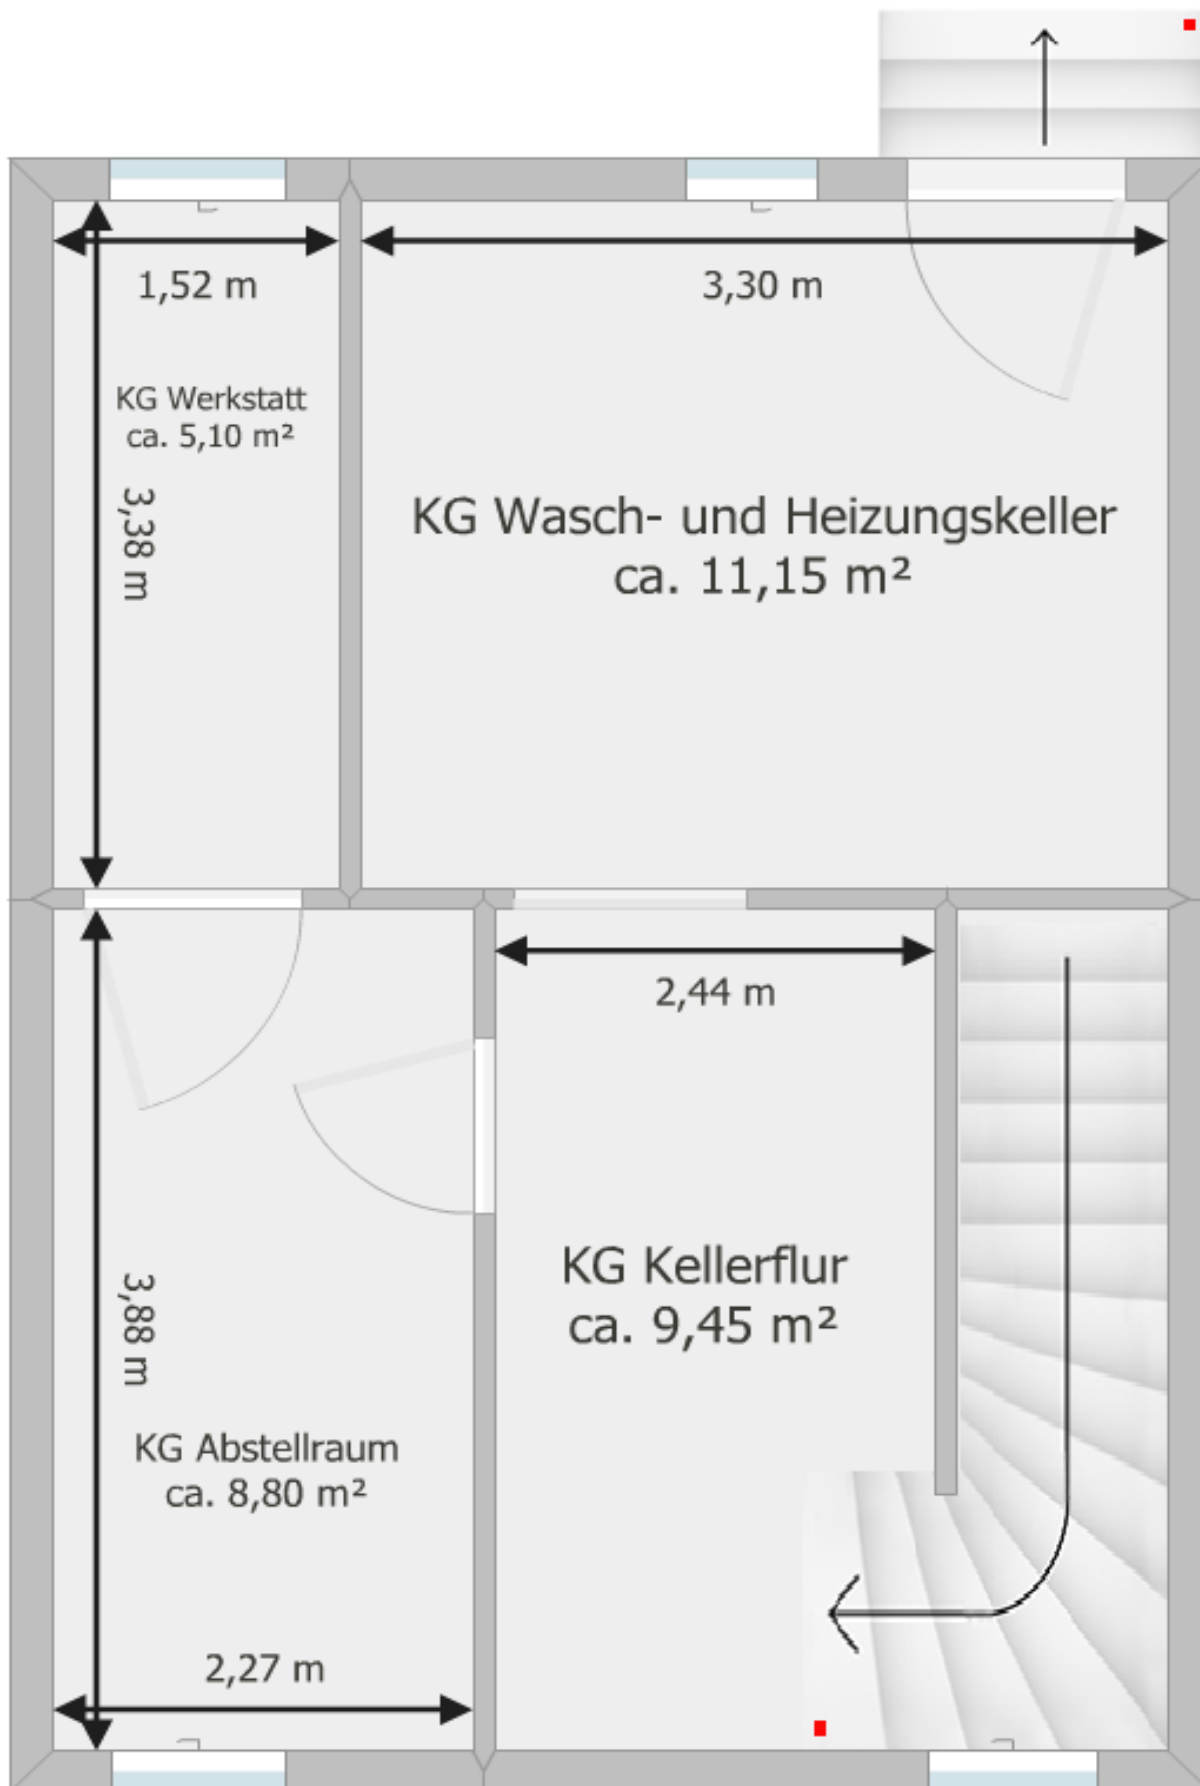 1,52 m
3,30 m
KG Werkstatt
ca. 5,10 m²
3,38 m
KG Wasch- und Heizungskeller
ca. 11,15 m²
2,44 m
3,88 m
KG Kellerflur
ca. 9,45 m²
KG Abstellraum
ca. 8,80 m²
2,27 m